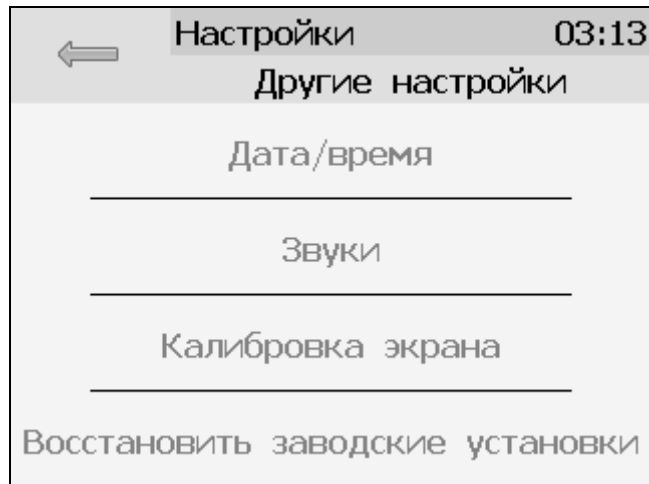 Настройки 03:13
Другие настройки
Дата/время
Звуки
Калибровка экрана
Восстановить заводские установки